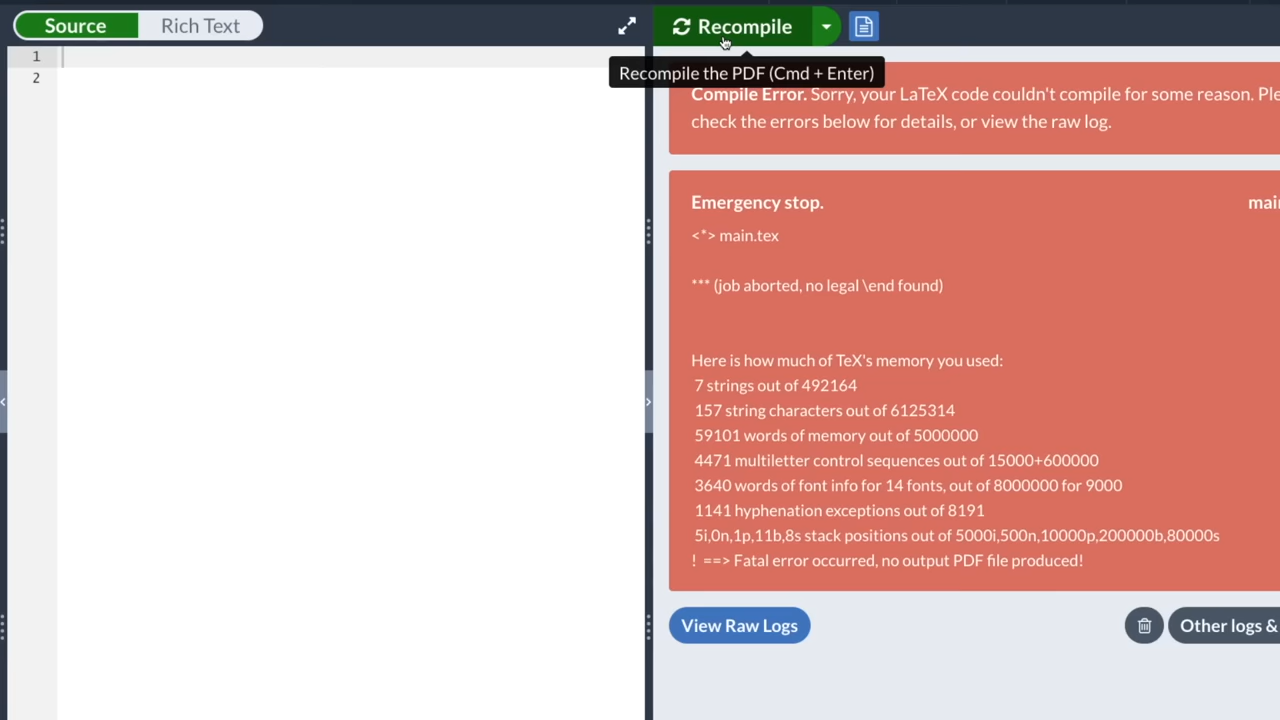 Source Rich Text
Recompile
Recompile the PDF (Cmd + Enter)
1
2
Compile Error. Sorry, your LaTeX code couldn't compile for some reason.
check the errors below for details, or view the raw log.
Emergency stop.
<*> main.tex
*** (job aborted, no legal \end found)
Here is how much of TeX's memory you used:
7 strings out of 492164
157 string characters out of 6125314
59101 words of memory out of 5000000
4471 multiletter control sequences out of 15000+600000
3640 words of font info for 14 fonts, out of 8000000 for 9000
1141 hyphenation exceptions out of 8191
5i,0n,1p,11b,8s stack positions out of 5000i,500n,10000p,200000b,80000s
! ==> Fatal error occurred, no output PDF file produced!
View Raw Logs
Other logs &